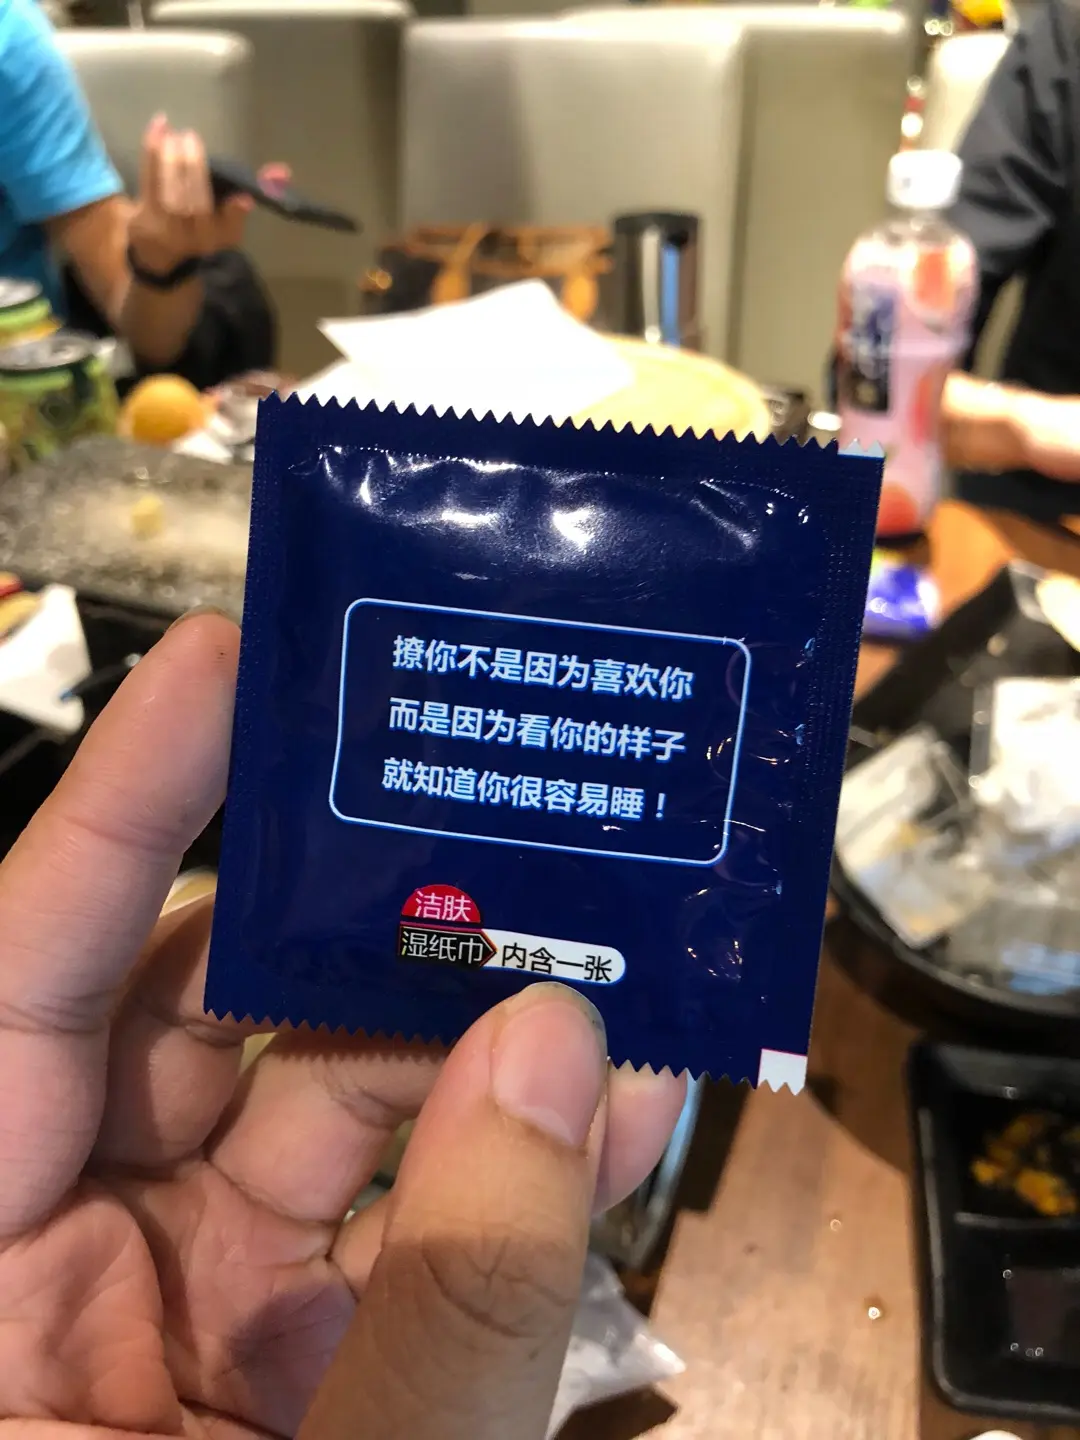 撩你不是因为喜欢你
而是因为看你的样子
就知道你很容易睡！
洁肤
湿纸巾
内含一张